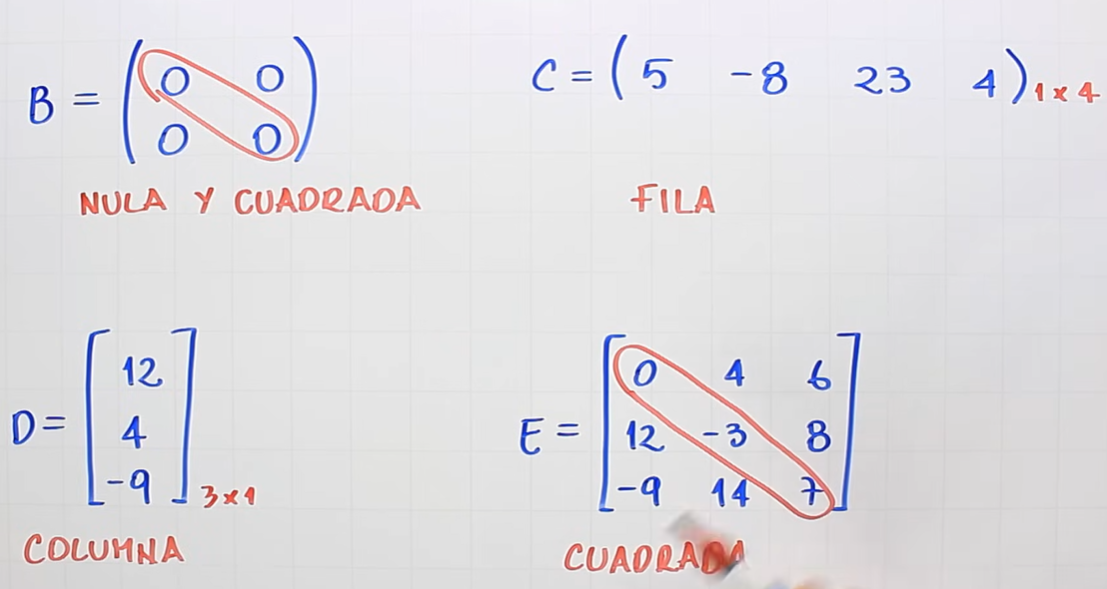 B = ( 0 0
0 0 )
NULA Y CUADRADA
C = ( 5 -8 23 4 ) 1x4
FILA
D = [ 12
4
-9 ] 3x1
COLUMNA
E = [ 0 4 6
12 -3 8
-9 14 7 ]
CUADRADA